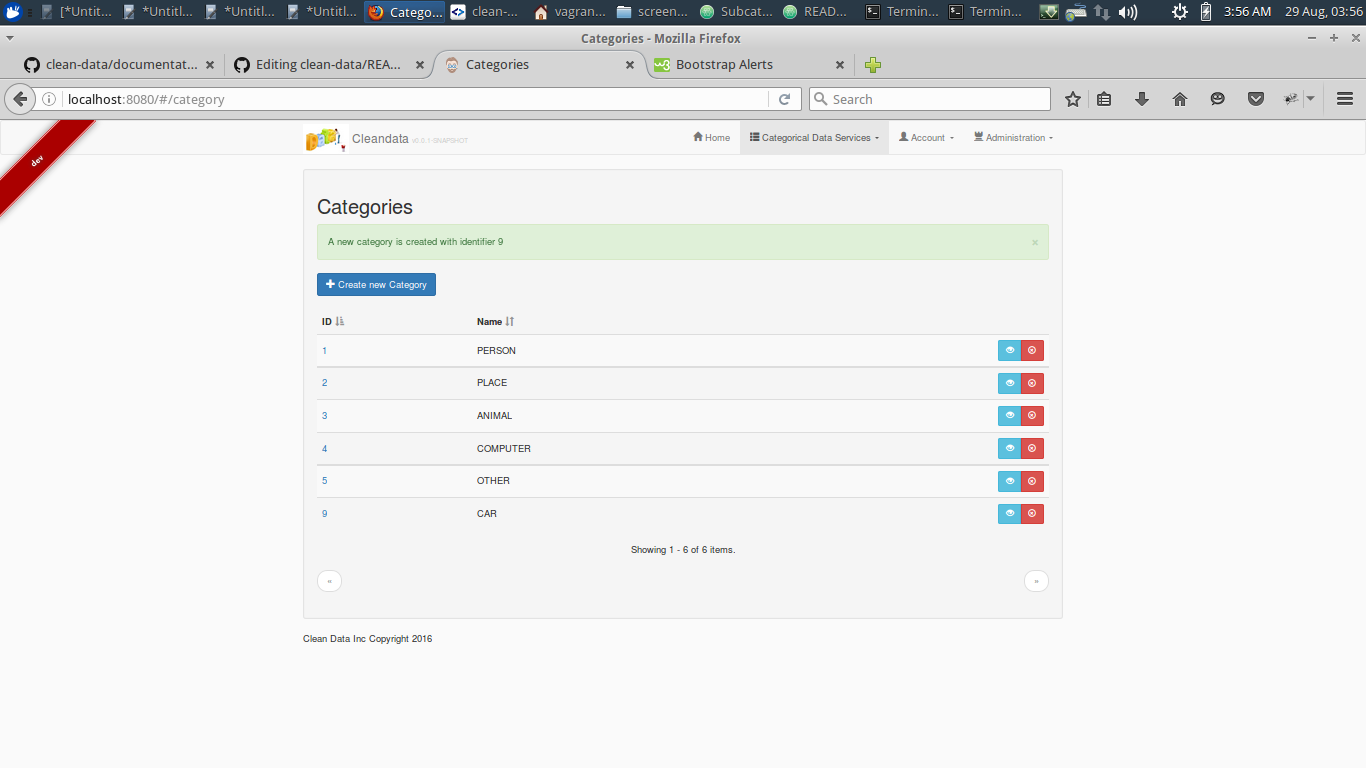 [*Untit... *Untitl... *Untitl... *Untitl... Catego... clean-... vagran... screen... Subcat... READ... Termin... Termin... 3:56 AM 29 Aug, 03:56
Categories - Mozilla Firefox
clean-data/documentat... Editing clean-data/REA... Categories Bootstrap Alerts
localhost:8080/#/category Search
dev
Cleandata v0.0.1-SNAPSHOT Home Categorical Data Services Account Administration
Categories
A new category is created with identifier 9 ×
Create new Category
ID Name
1 PERSON
2 PLACE
3 ANIMAL
4 COMPUTER
5 OTHER
9 CAR
Showing 1 - 6 of 6 items.
« »
Clean Data Inc Copyright 2016